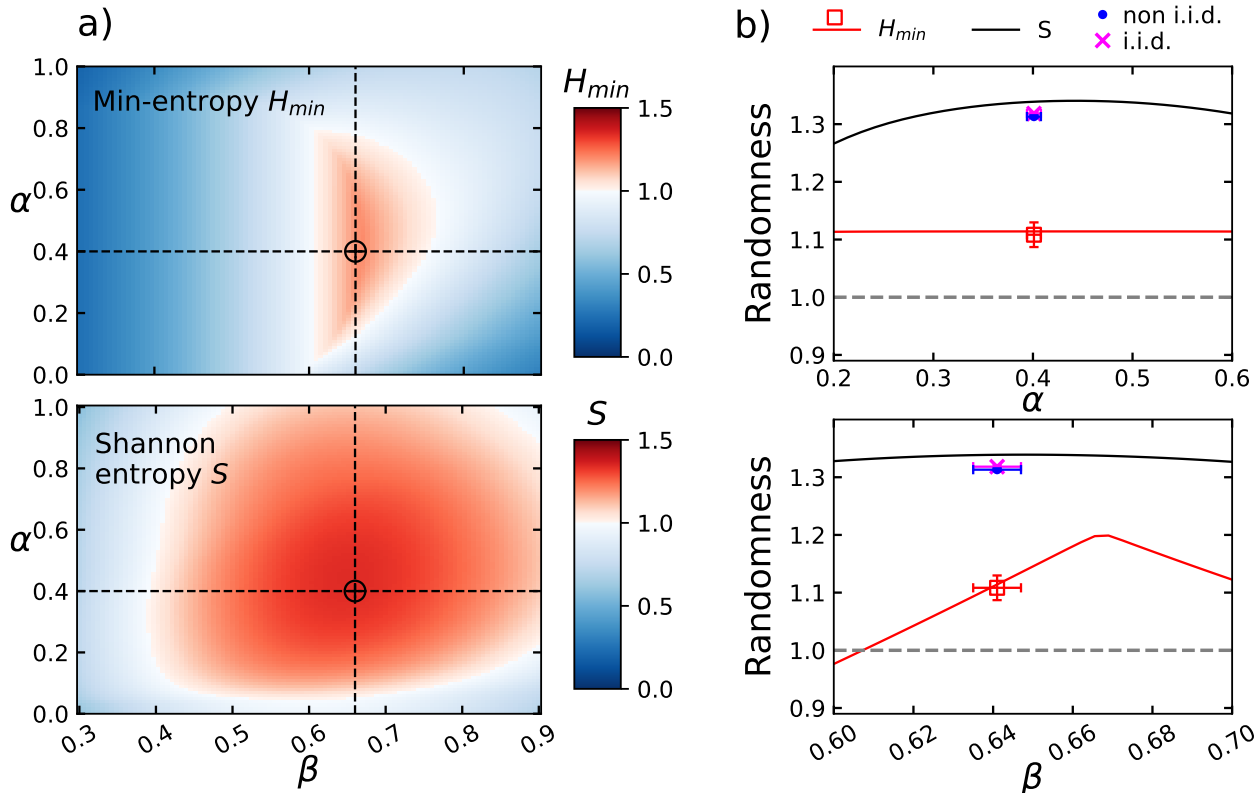 a)
Min-entropy H_min
α
1.0
0.8
0.6
0.4
0.2
0.0
H_min
1.5
1.0
0.5
0.0
Shannon
entropy S
α
1.0
0.8
0.6
0.4
0.2
0.0
0.3 0.4 0.5 0.6 0.7 0.8 0.9
β
S
1.5
1.0
0.5
0.0
b)
H_min S non i.i.d.
i.i.d.
Randomness
1.3
1.2
1.1
1.0
0.9
0.2 0.3 0.4 0.5 0.6
α
Randomness
1.3
1.2
1.1
1.0
0.9
0.60 0.62 0.64 0.66 0.68 0.70
β